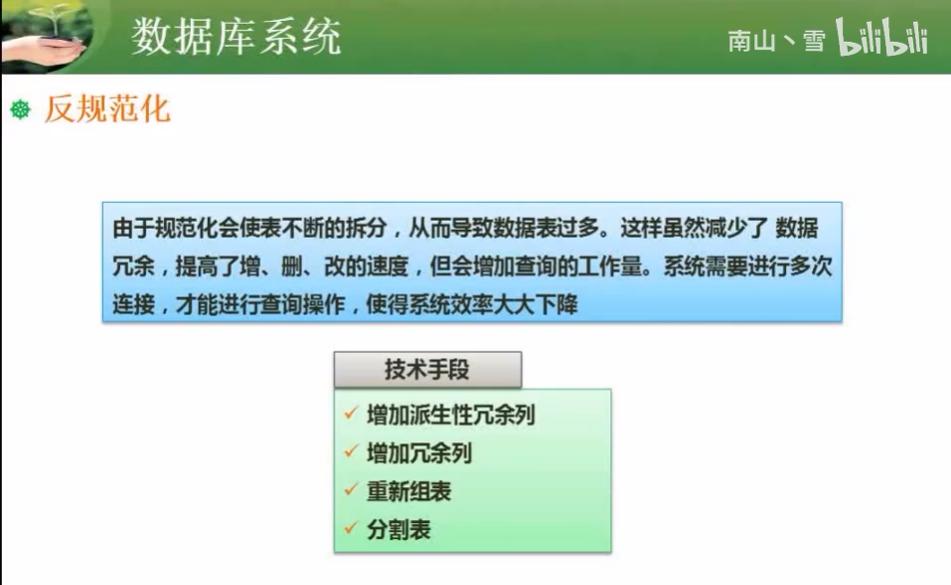 数据库系统
南山丶雪 bilibili
反规范化
由于规范化会使表不断的拆分，从而导致数据表过多。这样虽然减少了 数据
冗余，提高了增、删、改的速度，但会增加查询的工作量。系统需要进行多次
连接，才能进行查询操作，使得系统效率大大下降
技术手段
增加派生性冗余列
增加冗余列
重新组表
分割表